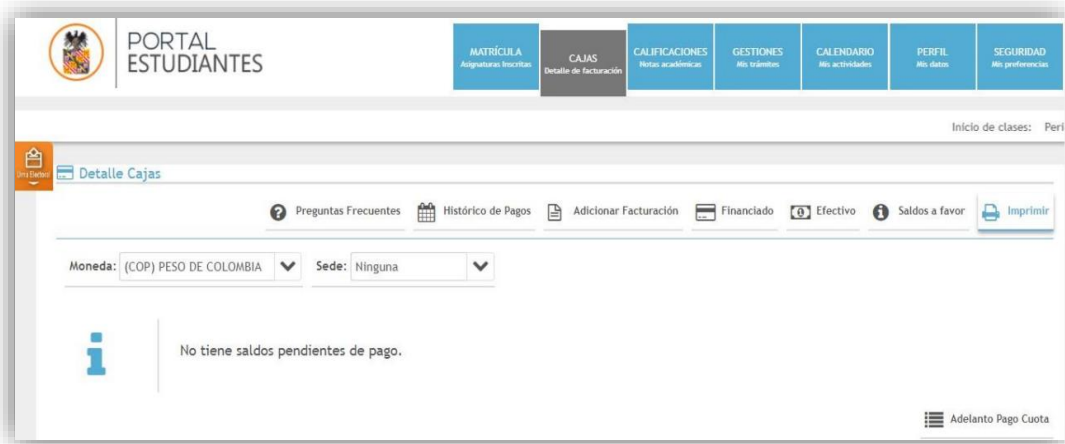 PORTAL
ESTUDIANTES
MATRÍCULA
Asignaturas Inscritas
CAJAS
Detalle de facturación
CALIFICACIONES
Notas académicas
GESTIONES
Mis trámites
CALENDARIO
Mis actividades
PERFIL
Mis datos
SEGURIDAD
Mis preferencias
Inicio de clases: Peri
Detalle Cajas
Preguntas Frecuentes Histórico de Pagos Adicionar Facturación Financiado Efectivo Saldos a favor Imprimir
Moneda: (COP) PESO DE COLOMBIA Sede: Ninguna
No tiene saldos pendientes de pago.
Adelanto Pago Cuota